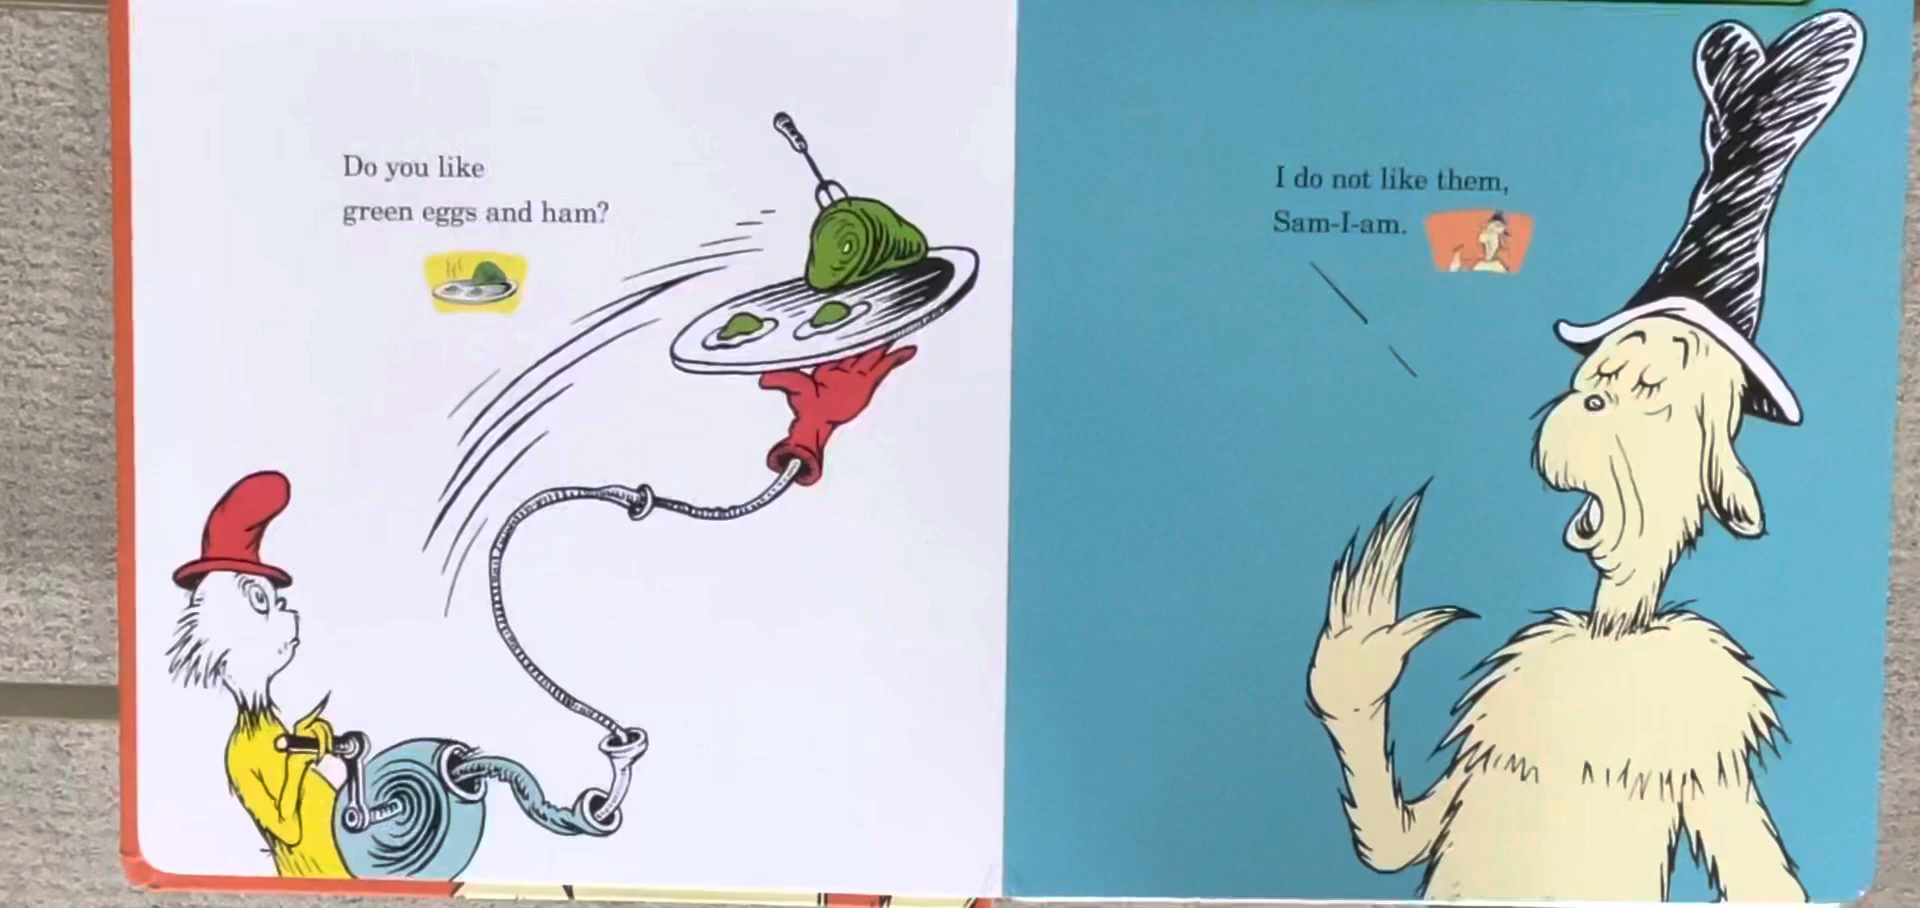 Do you like
green eggs and ham?
I do not like them,
Sam-I-am.